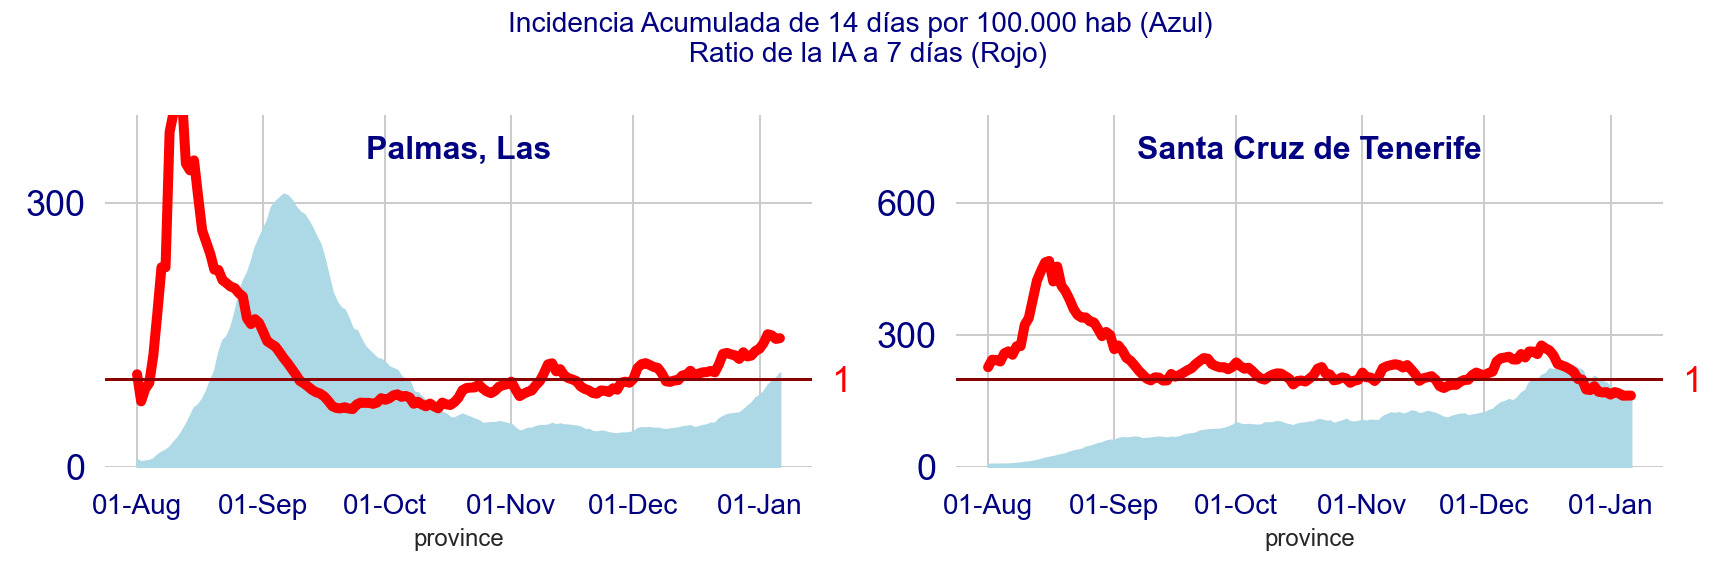 Incidencia Acumulada de 14 días por 100.000 hab (Azul)
Ratio de la IA a 7 días (Rojo)
Palmas, Las
300
0
1
01-Aug 01-Sep 01-Oct 01-Nov 01-Dec 01-Jan
province
Santa Cruz de Tenerife
600
300
0
1
01-Aug 01-Sep 01-Oct 01-Nov 01-Dec 01-Jan
province